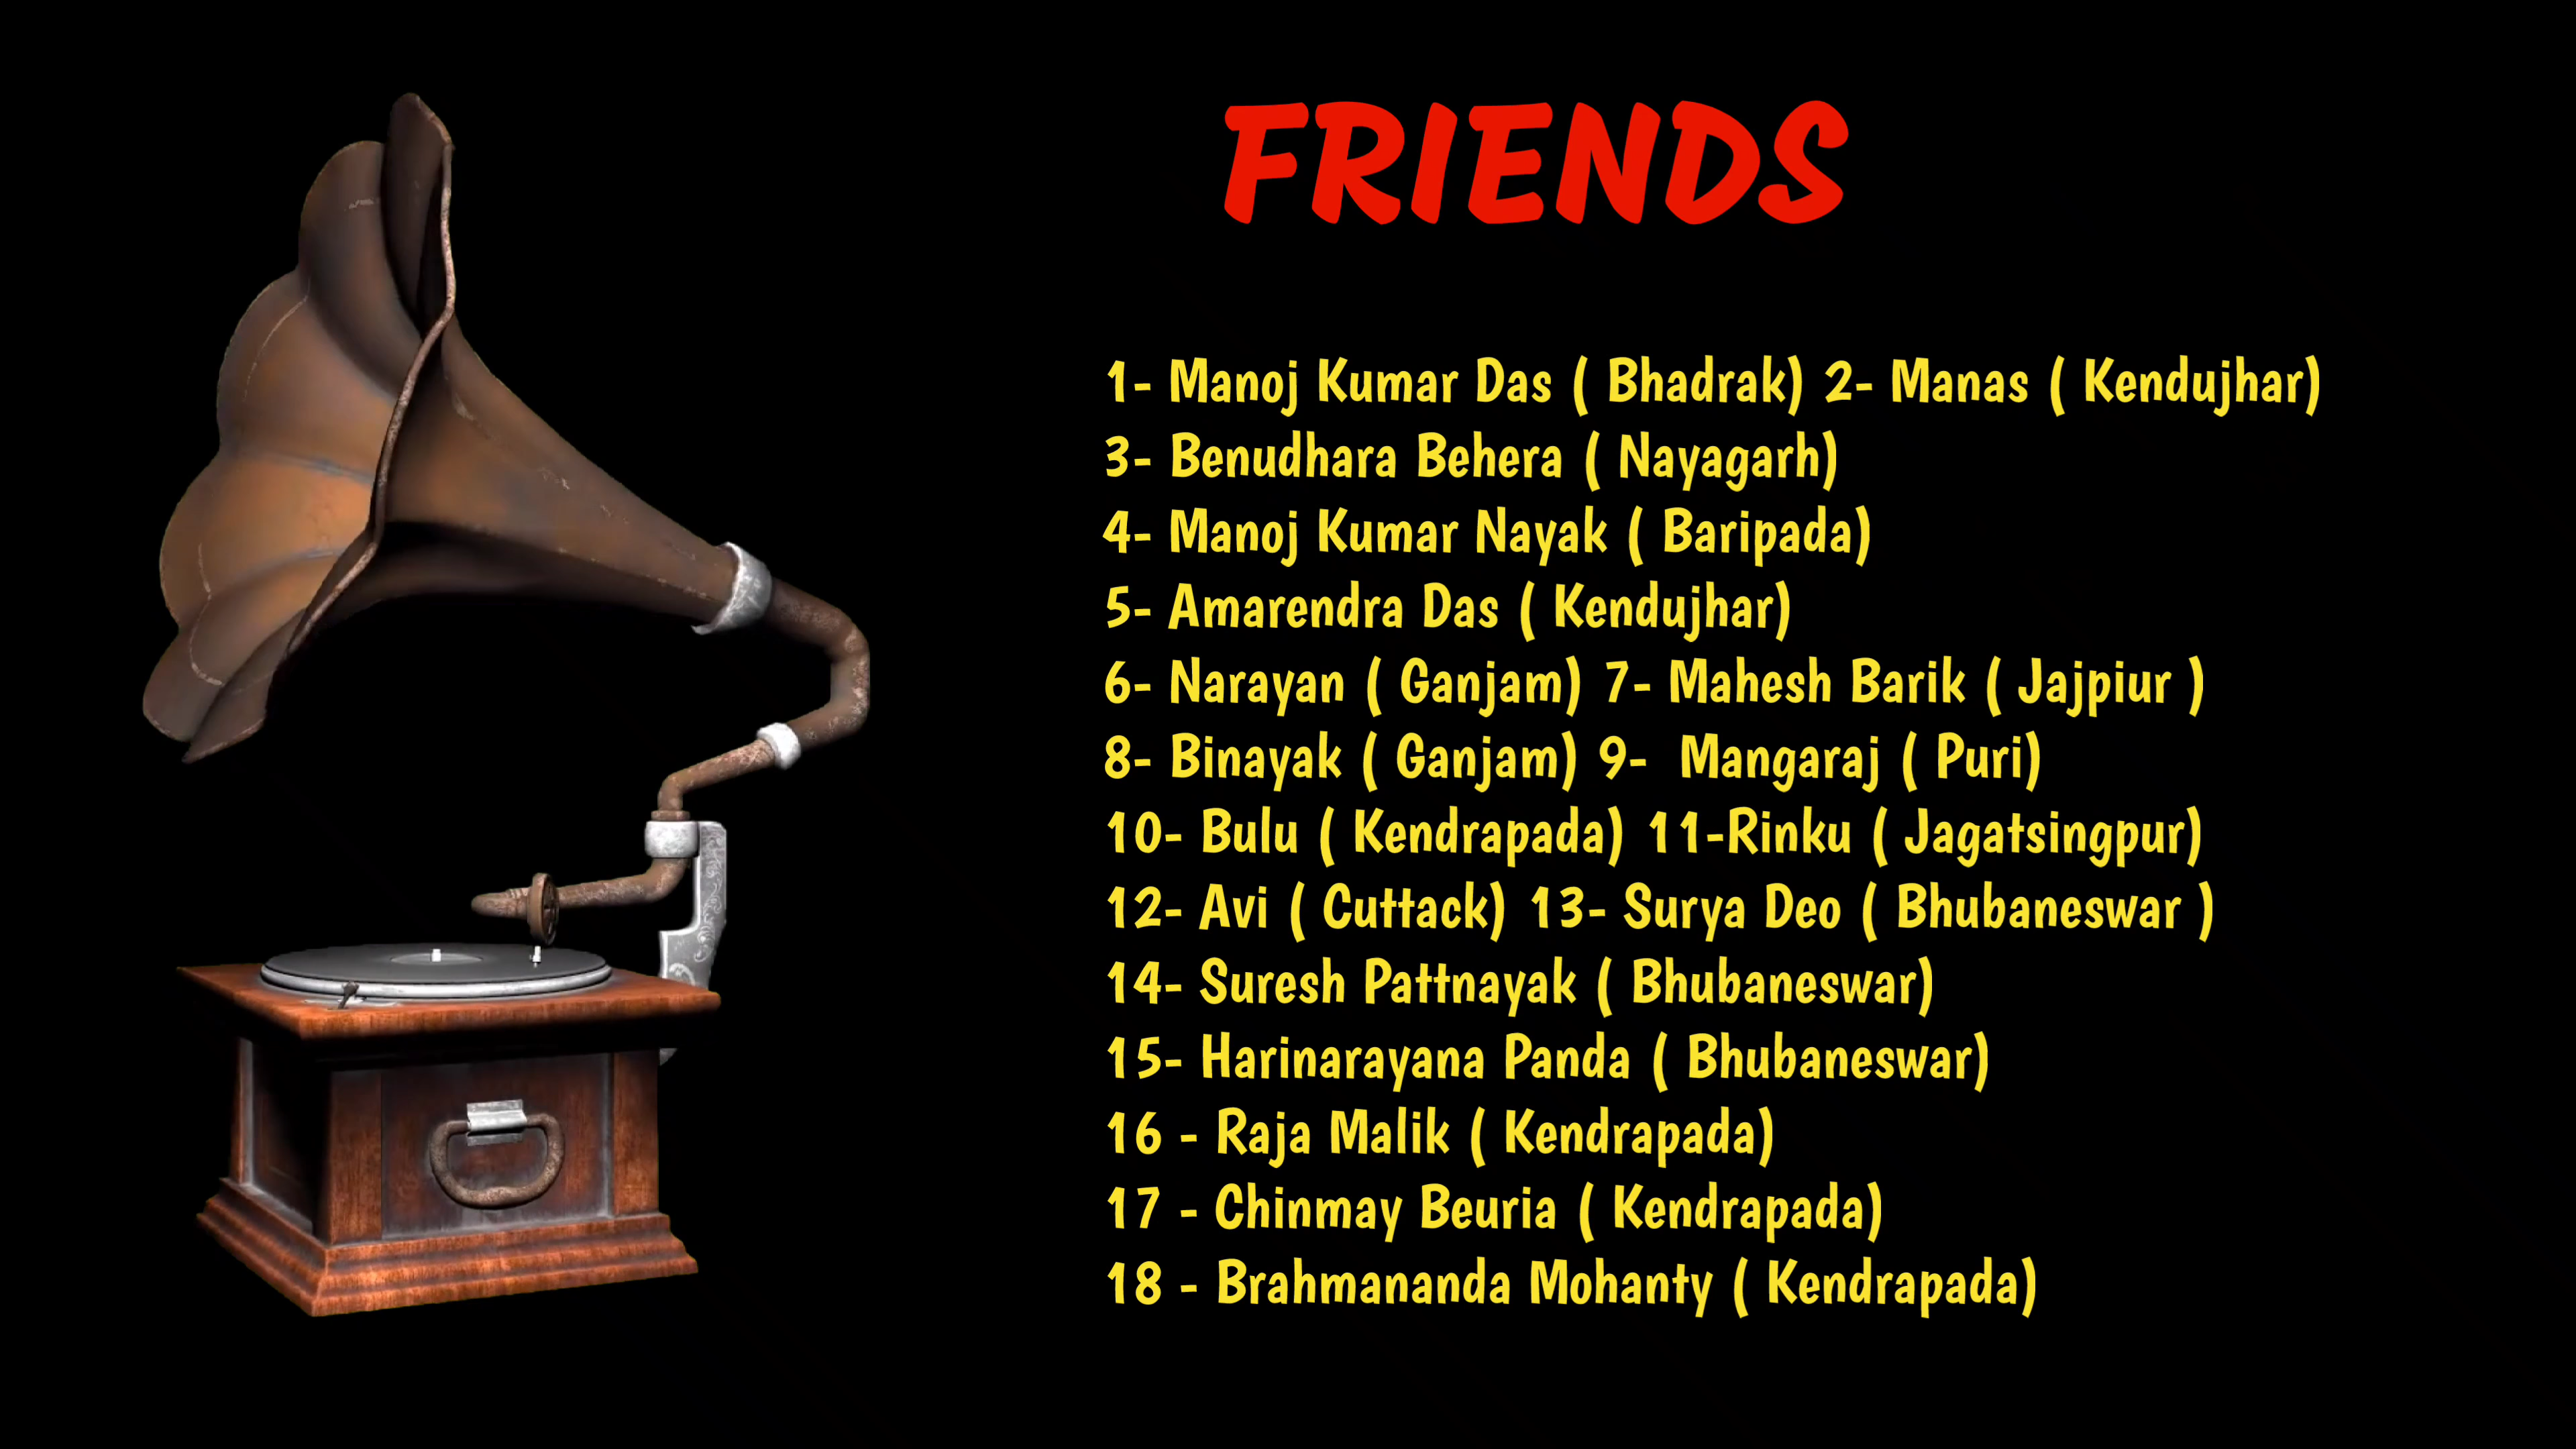 FRIENDS
1- Manoj Kumar Das ( Bhadrak) 2- Manas ( Kendujhar)
3- Benudhara Behera ( Nayagarh)
4- Manoj Kumar Nayak ( Baripada)
5- Amarendra Das ( Kendujhar)
6- Narayan ( Ganjam) 7- Mahesh Barik ( Jajpiur )
8- Binayak ( Ganjam) 9-  Mangaraj ( Puri)
10- Bulu ( Kendrapada) 11-Rinku ( Jagatsingpur)
12- Avi ( Cuttack) 13- Surya Deo ( Bhubaneswar )
14- Suresh Pattnayak ( Bhubaneswar)
15- Harinarayana Panda ( Bhubaneswar)
16 - Raja Malik ( Kendrapada)
17 - Chinmay Beuria ( Kendrapada)
18 - Brahmananda Mohanty ( Kendrapada)